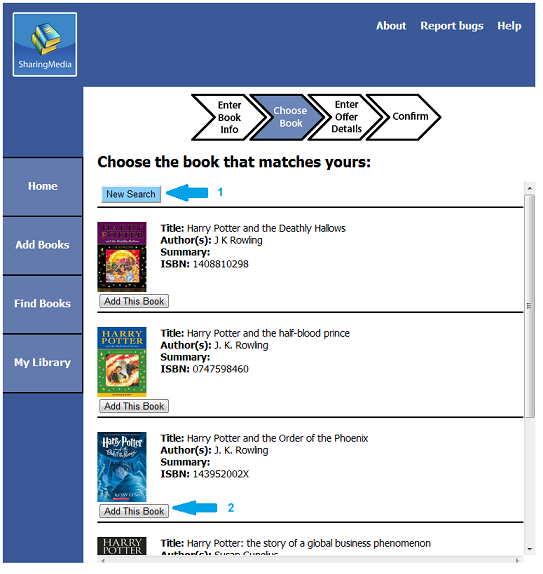 SharingMedia
About Report bugs Help
Enter
Book
Info
Choose
Book
Enter
Offer
Details
Confirm
Home
Add Books
Find Books
My Library
Choose the book that matches yours:
New Search
1
HARRY
POTTER
Title: Harry Potter and the Deathly Hallows
Author(s): J K Rowling
Summary:
ISBN: 1408810298
Add This Book
HARRY
POTTER
Title: Harry Potter and the half-blood prince
Author(s): J. K. Rowling
Summary:
ISBN: 0747598460
Add This Book
Harry Potter
Title: Harry Potter and the Order of the Phoenix
Author(s): J. K. Rowling
Summary:
ISBN: 143952002X
ROWLING
Add This Book
2
HARRY
POTTER
Title: Harry Potter: the story of a global business phenomenon
Author(s): Susan Gunelius